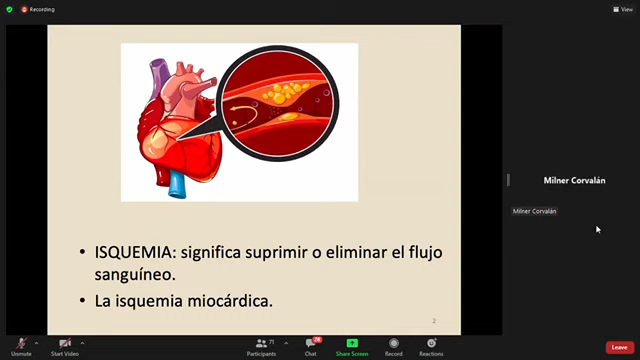 Recording
View
Milner Corvalán
Milner Corvalán
• ISQUEMIA: significa suprimir o eliminar el flujo
sanguíneo.
• La isquemia miocárdica.
2
71
28
Unmute
Start Video
Participants
Chat
Share Screen
Record
Reactions
Leave